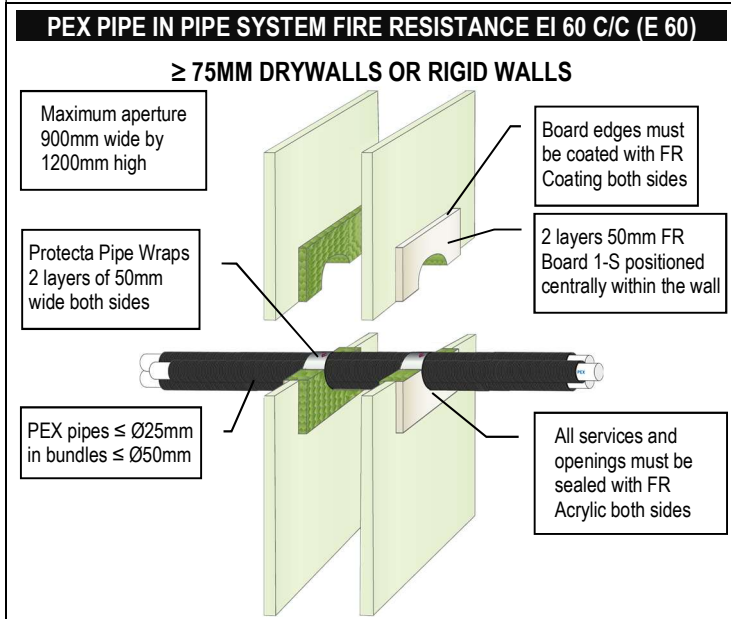 PEX PIPE IN PIPE SYSTEM FIRE RESISTANCE EI 60 C/C (E 60)
≥ 75MM DRYWALLS OR RIGID WALLS
Maximum aperture
900mm wide by
1200mm high
Board edges must
be coated with FR
Coating both sides
Protecta Pipe Wraps
2 layers of 50mm
wide both sides
2 layers 50mm FR
Board 1-S positioned
centrally within the wall
PEX
PEX pipes ≤ Ø25mm
in bundles ≤ Ø50mm
All services and
openings must be
sealed with FR
Acrylic both sides